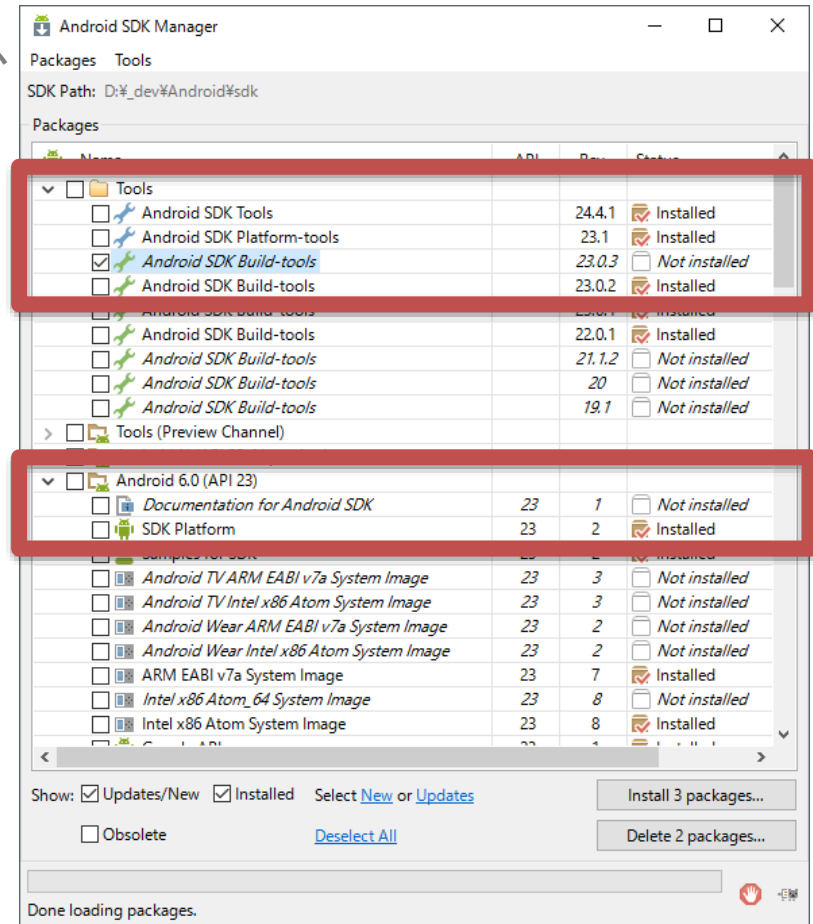 Android SDK Manager
Packages Tools
SDK Path: D:¥_dev¥Android¥sdk
Packages
Tools
Android SDK Tools 24.4.1 Installed
Android SDK Platform-tools 23.1 Installed
Android SDK Build-tools 23.0.3 Not installed
Android SDK Build-tools 23.0.2 Installed
Android SDK Build-tools 22.0.1 Installed
Android SDK Build-tools 21.1.2 Not installed
Android SDK Build-tools 20 Not installed
Android SDK Build-tools 19.1 Not installed
Tools (Preview Channel)
Android 6.0 (API 23)
Documentation for Android SDK 23 1 Not installed
SDK Platform 23 2 Installed
Samples for SDK
Android TV ARM EABI v7a System Image 23 3 Not installed
Android TV Intel x86 Atom System Image 23 3 Not installed
Android Wear ARM EABI v7a System Image 23 2 Not installed
Android Wear Intel x86 Atom System Image 23 2 Not installed
ARM EABI v7a System Image 23 7 Installed
Intel x86 Atom_64 System Image 23 8 Not installed
Intel x86 Atom System Image 23 8 Installed
Show: Updates/New Installed Select New or Updates Install 3 packages...
Obsolete Deselect All Delete 2 packages...
Done loading packages.